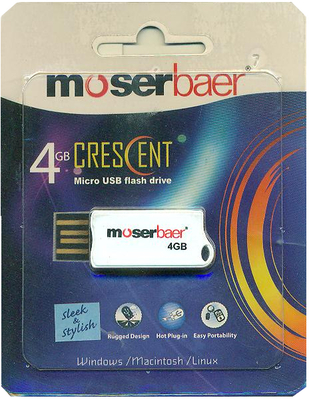 moserbaer
4GB CRESCENT
Micro USB flash drive
moserbaer
4GB
Sleek
& Stylish
Rugged Design Hot Plug-in Easy Portability
Windows /Macintosh /Linux